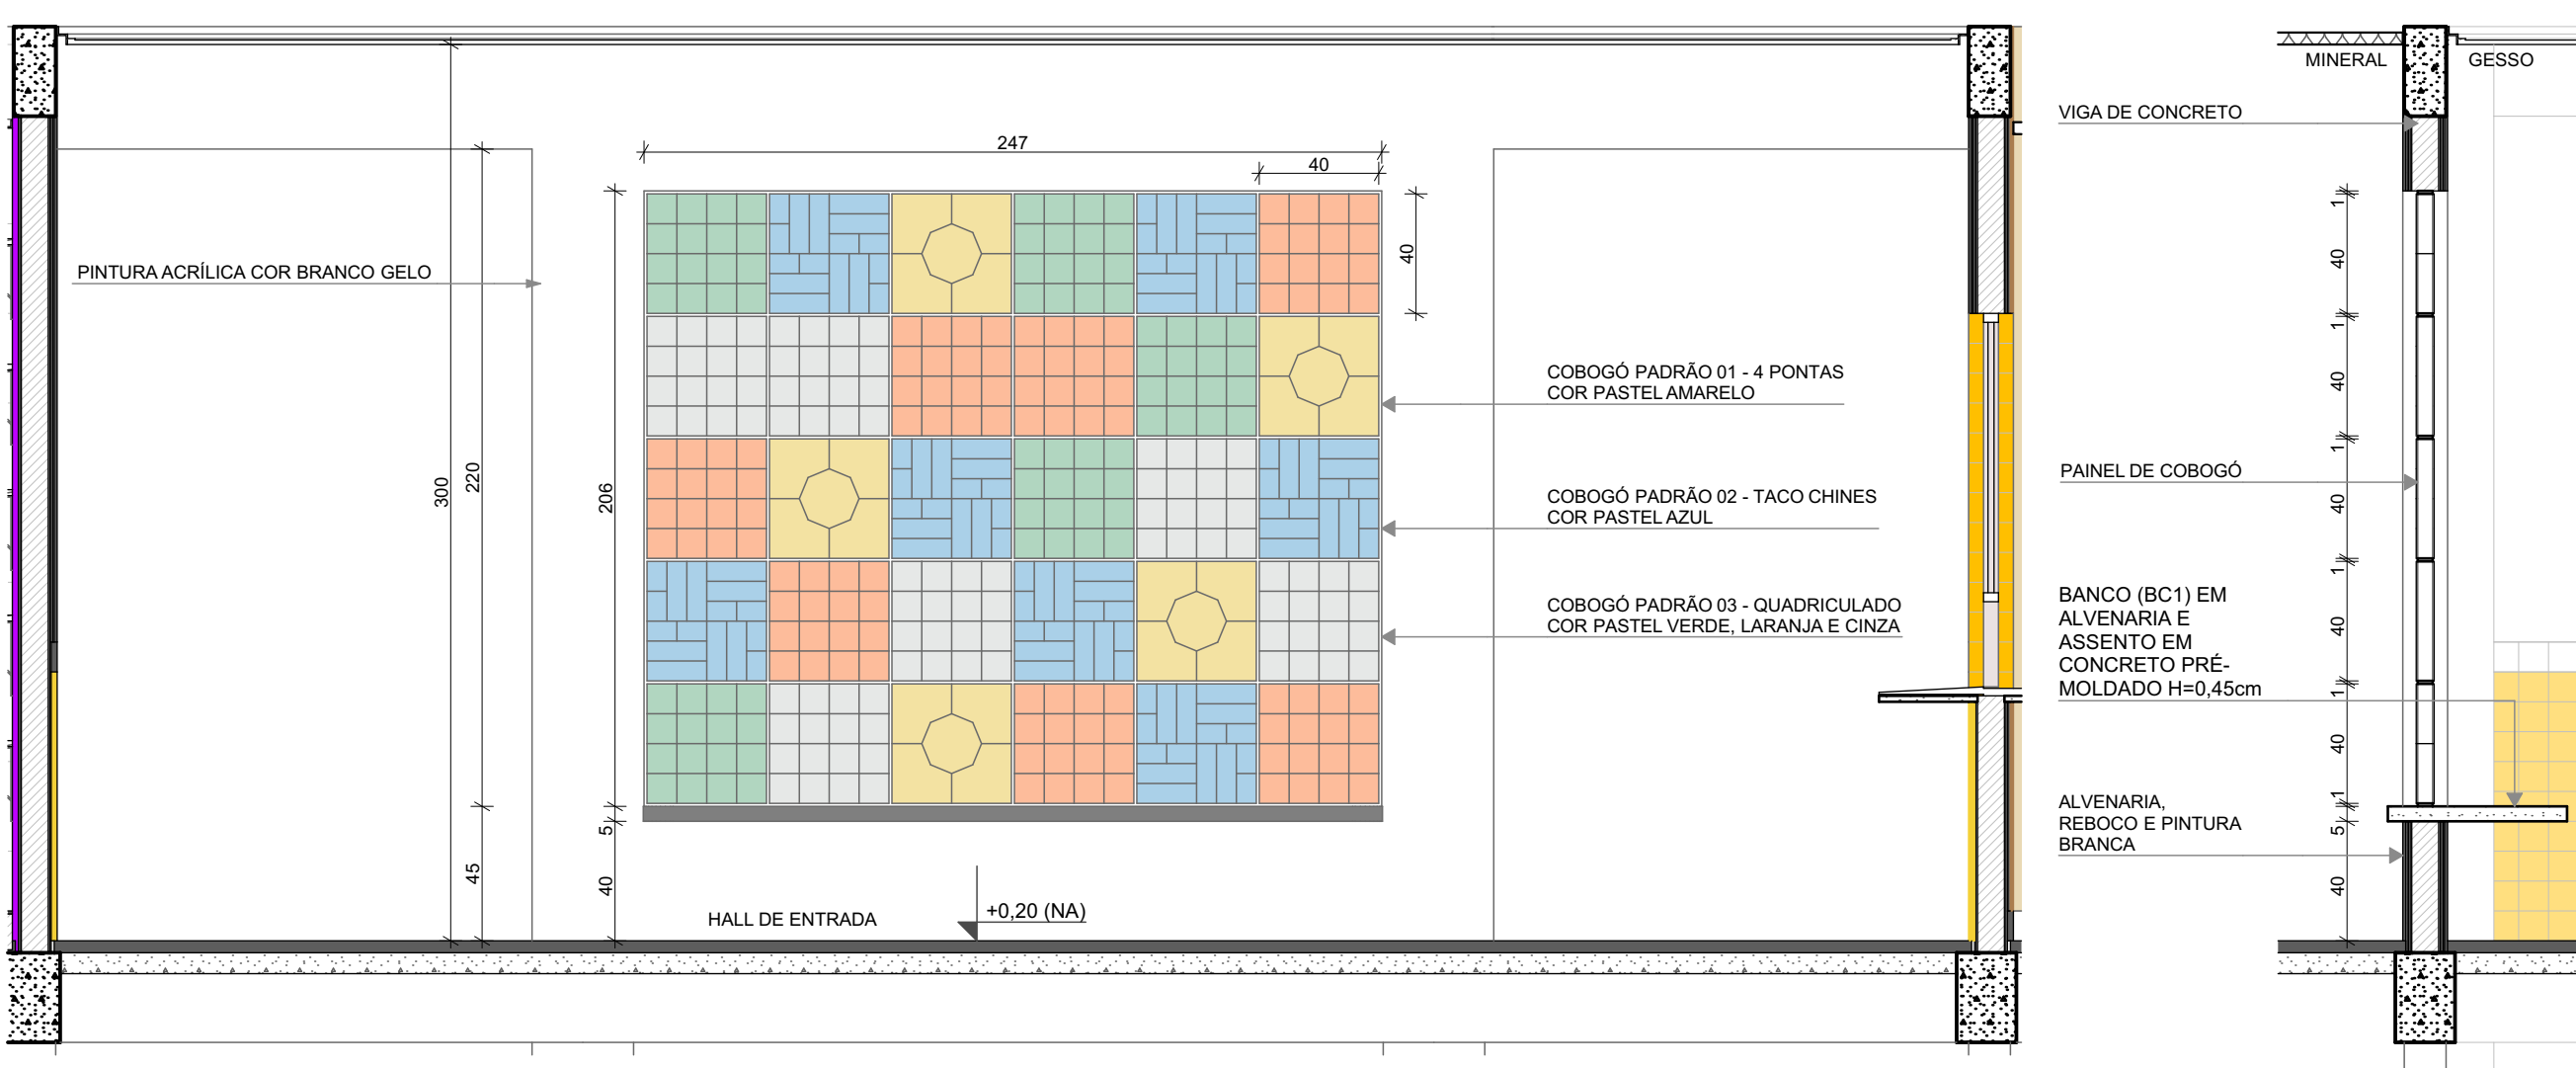 MINERAL
GESSO
VIGA DE CONCRETO
247
40
40
PINTURA ACRÍLICA COR BRANCO GELO
300
220
206
5
45
40
COBOGÓ PADRÃO 01 - 4 PONTAS
COR PASTEL AMARELO
COBOGÓ PADRÃO 02 - TACO CHINES
COR PASTEL AZUL
COBOGÓ PADRÃO 03 - QUADRICULADO
COR PASTEL VERDE, LARANJA E CINZA
HALL DE ENTRADA
+0,20 (NA)
PAINEL DE COBOGÓ
BANCO (BC1) EM
ALVENARIA E
ASSENTO EM
CONCRETO PRÉ-
MOLDADO H=0,45cm
ALVENARIA,
REBOCO E PINTURA
BRANCA
1
40
1
40
1
40
1
40
1
40
1
5
40